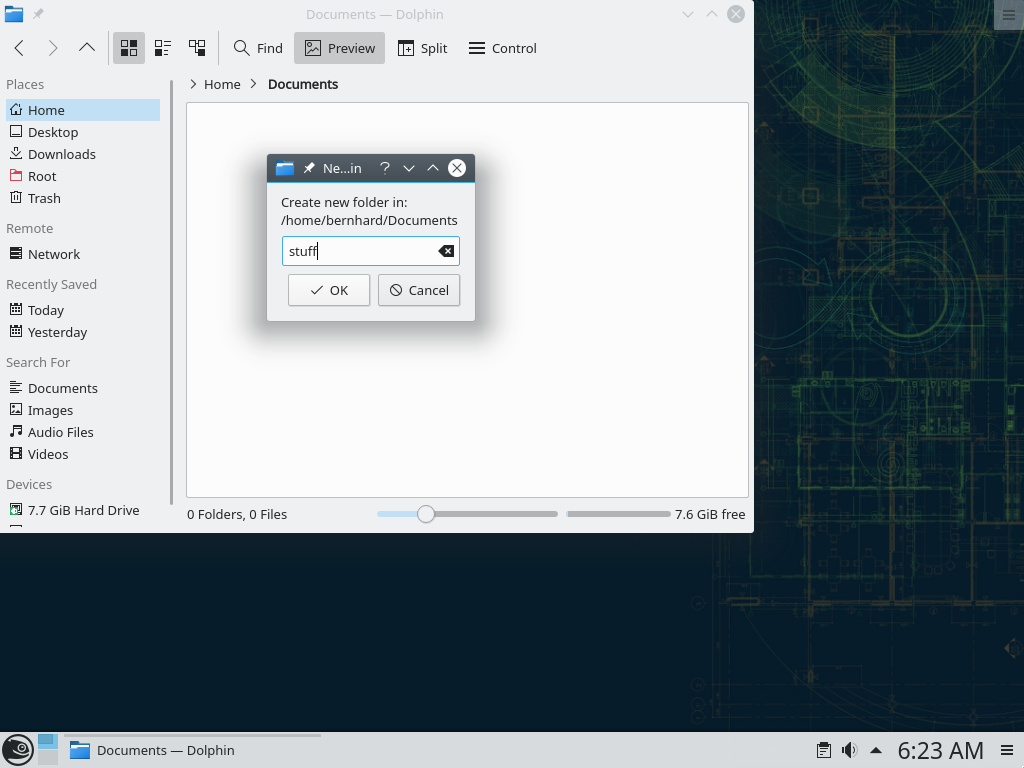 Documents — Dolphin
Find
Preview
Split
Control
Places
Home
Desktop
Downloads
Root
Trash
Remote
Network
Recently Saved
Today
Yesterday
Search For
Documents
Images
Audio Files
Videos
Devices
7.7 GiB Hard Drive
Home
Documents
Ne...in
Create new folder in:
/home/bernhard/Documents
stuff
OK
Cancel
0 Folders, 0 Files
7.6 GiB free
Documents — Dolphin
6:23 AM